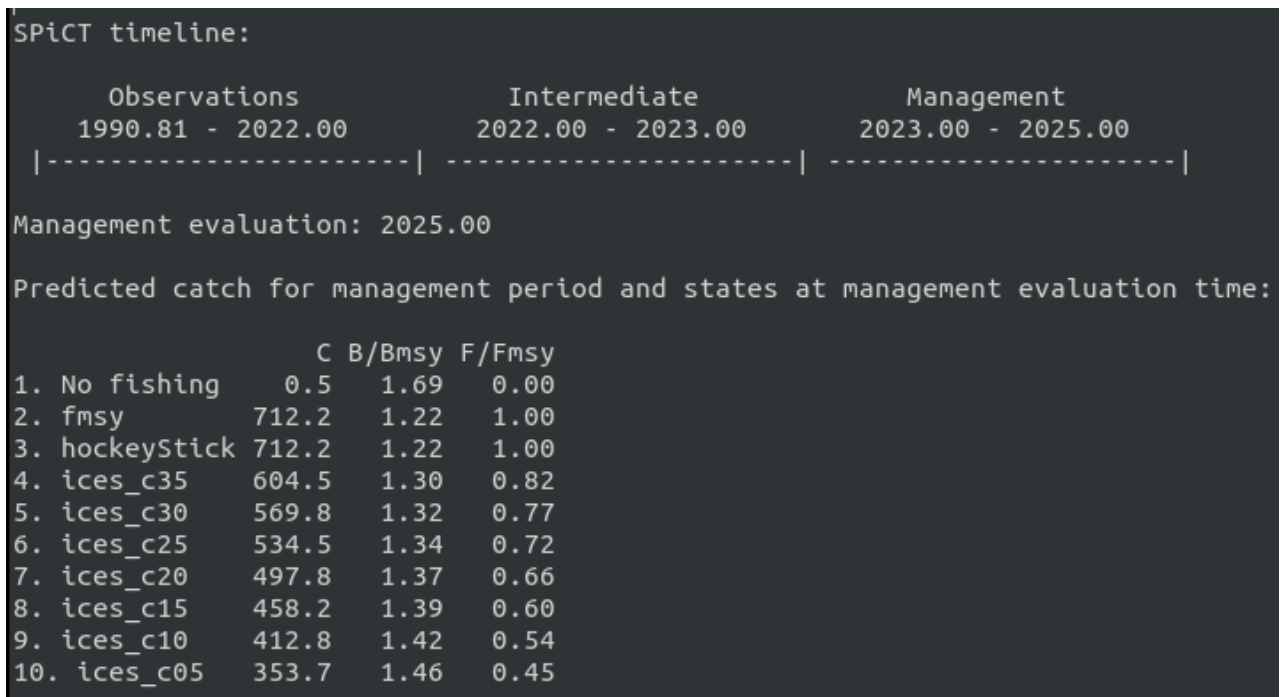 SPiCT timeline:
Observations Intermediate Management
1990.81 - 2022.00 2022.00 - 2023.00 2023.00 - 2025.00
|-----------------------| ----------------------| ----------------------|
Management evaluation: 2025.00
Predicted catch for management period and states at management evaluation time:
C B/Bmsy F/Fmsy
1. No fishing 0.5 1.69 0.00
2. fmsy 712.2 1.22 1.00
3. hockeyStick 712.2 1.22 1.00
4. ices_c35 604.5 1.30 0.82
5. ices_c30 569.8 1.32 0.77
6. ices_c25 534.5 1.34 0.72
7. ices_c20 497.8 1.37 0.66
8. ices_c15 458.2 1.39 0.60
9. ices_c10 412.8 1.42 0.54
10. ices_c05 353.7 1.46 0.45